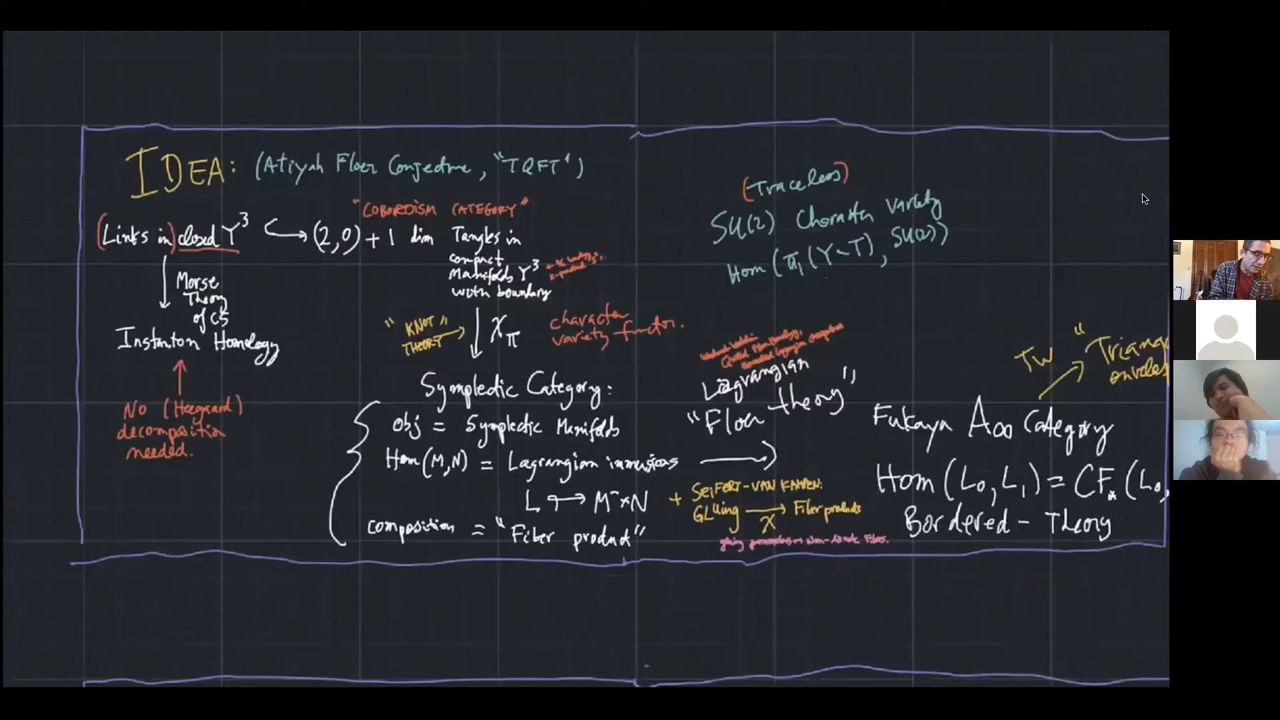 IDEA: (Atiyah Floer Conjecture, "TQFT")
"COBORDISM CATEGORY"
(Links in) closed Y³ ↪ (2,0)+1 dim Tangles in
compact
Manifolds Y³
with boundary
Morse
Theory
of CS
Instanton Homology
No (Heegaard)
decomposition
needed.
"KNOT
THEORY"
χ_π
character
variety functor.
Symplectic Category:
obj = Symplectic Manifolds
Hom(M,N) = Lagrangian immersions
L ↬ M⁻×N
composition = "Fiber product"
(Traceless)
SU(2) Character variety
Hom(π₁(Y∖T), SU(2))
Lagrangian
"Floer theory"
+ SEIFERT-VAN KAMPEN:
Gluing →χ Fiber products
Tw
Fukaya A∞ Category
Hom(L₀, L₁) = CF*(L₀,
Bordered - Theory